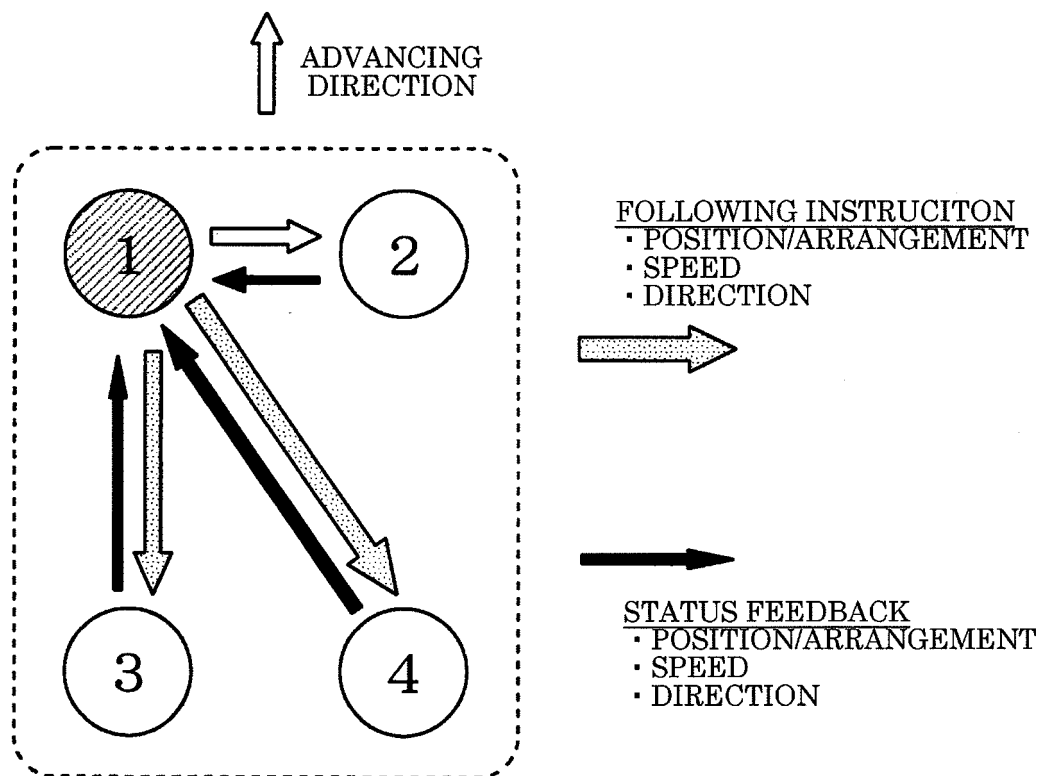 ADVANCING
DIRECTION
1
2
FOLLOWING INSTRUCITON
・POSITION/ARRANGEMENT
・SPEED
・DIRECTION
3
4
STATUS FEEDBACK
・POSITION/ARRANGEMENT
・SPEED
・DIRECTION